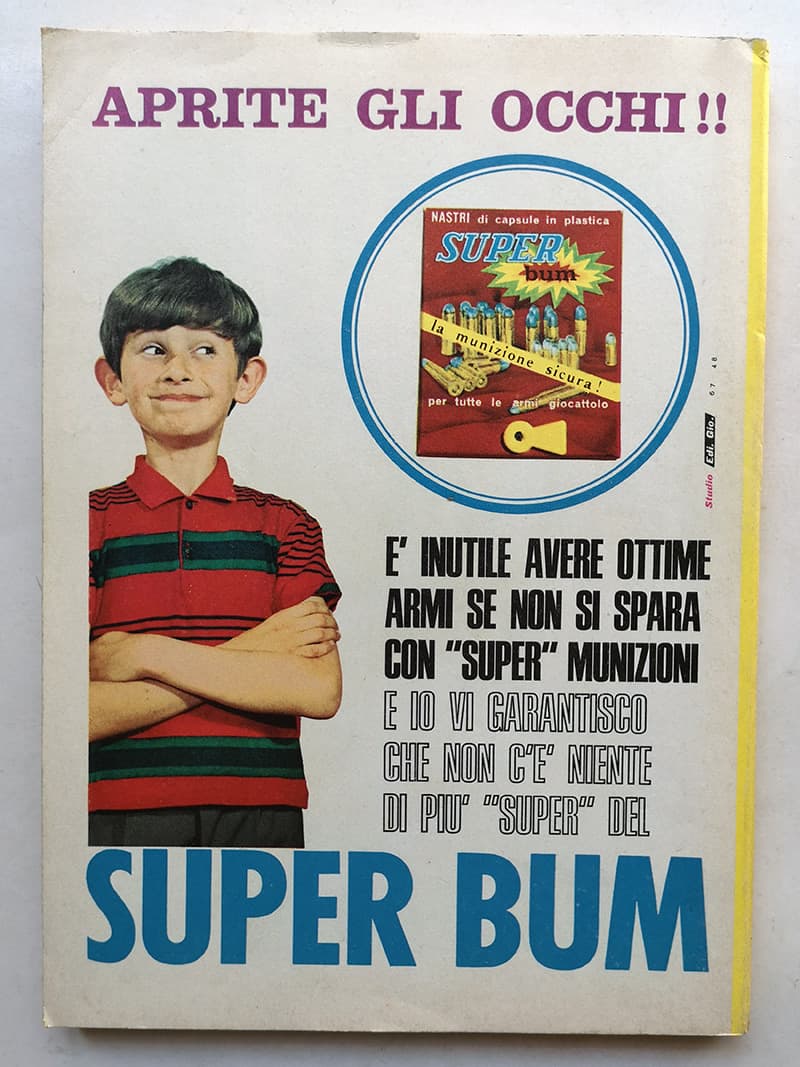 APRITE GLI OCCHI!!
NASTRI di capsule in plastica
SUPER
bum
la munizione sicura!
per tutte le armi giocattolo
Studio Edi. Gio. 67 48
E' INUTILE AVERE OTTIME
ARMI SE NON SI SPARA
CON "SUPER" MUNIZIONI
E IO VI GARANTISCO
CHE NON C'E' NIENTE
DI PIU' "SUPER" DEL
SUPER BUM